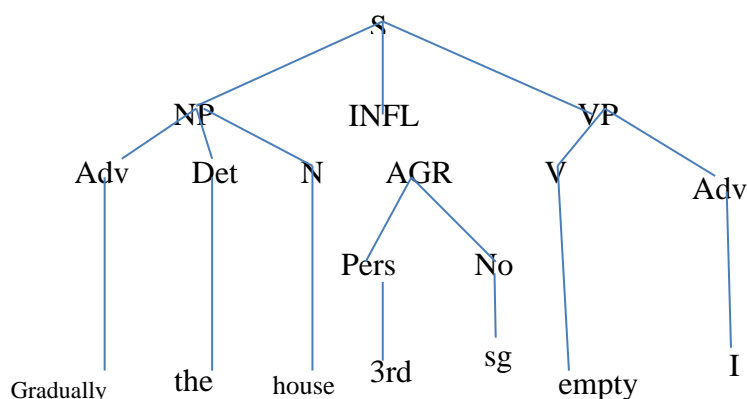 S
NP INFL VP
Adv Det N AGR V Adv
Pers No
Gradually the house 3rd sg empty I